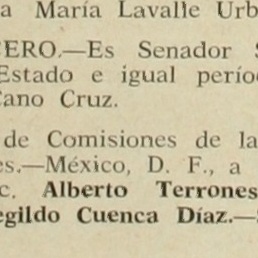 a María Lavalle Urb
CERO.—Es Senador S
Estado e igual perío
Cano Cruz.
de Comisiones de la
es.—México, D. F., a
c. Alberto Terrones
egildo Cuenca Díaz.—